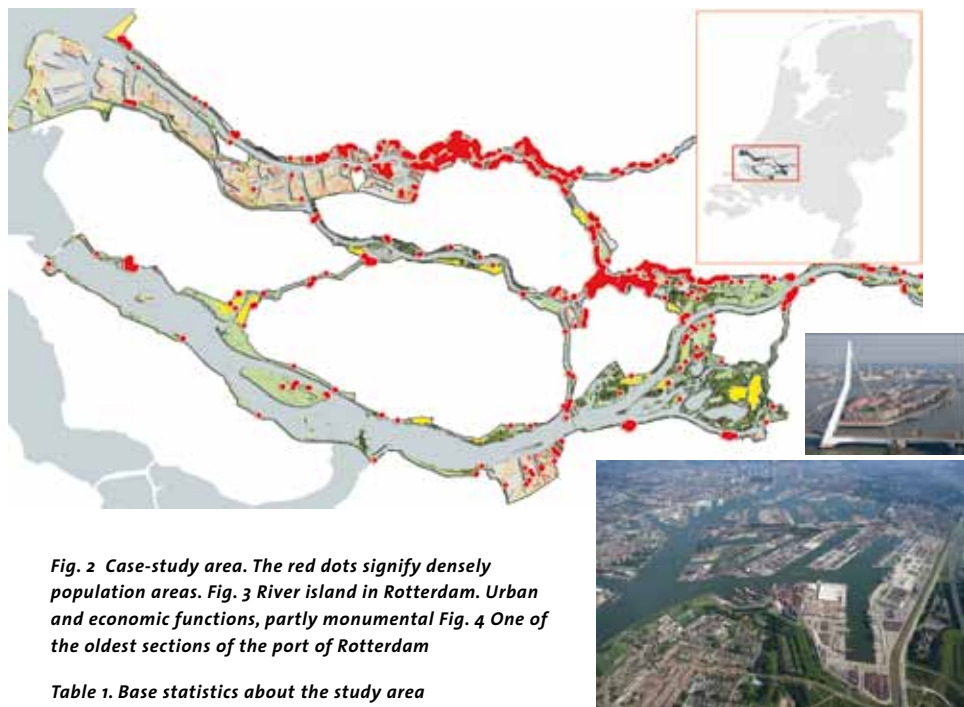 Fig. 2 Case-study area. The red dots signify densely
population areas. Fig. 3 River island in Rotterdam. Urban
and economic functions, partly monumental Fig. 4 One of
the oldest sections of the port of Rotterdam
Table 1. Base statistics about the study area